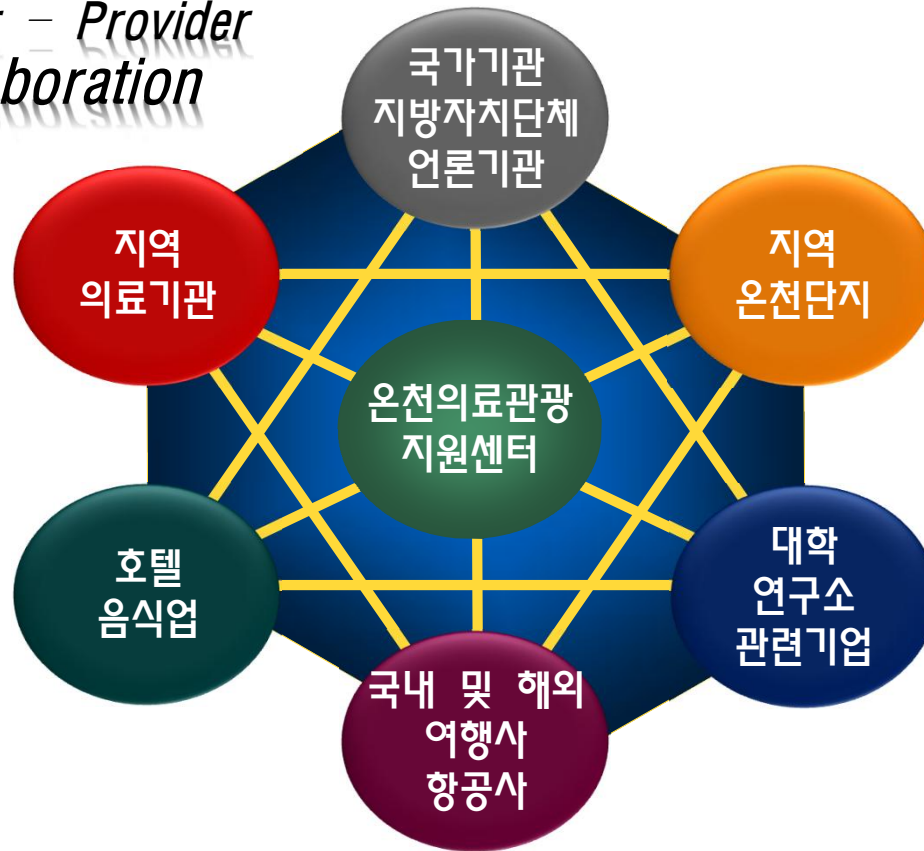 – Provider
boration
국가기관
지방자치단체
언론기관
지역
의료기관
지역
온천단지
온천의료관광
지원센터
호텔
음식업
대학
연구소
관련기업
국내 및 해외
여행사
항공사